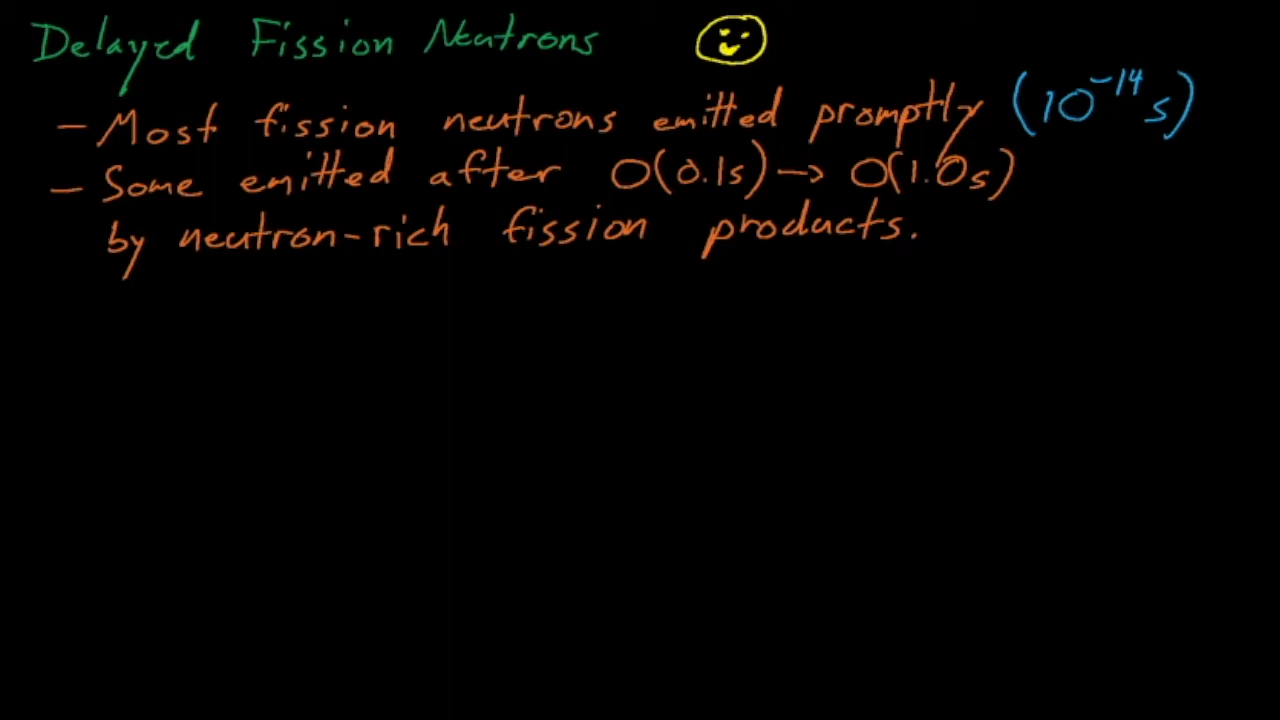 Delayed Fission Neutrons
- Most fission neutrons emitted promptly (10⁻¹⁴ s)
- Some emitted after O(0.1s) → O(1.0s)
by neutron-rich fission products.